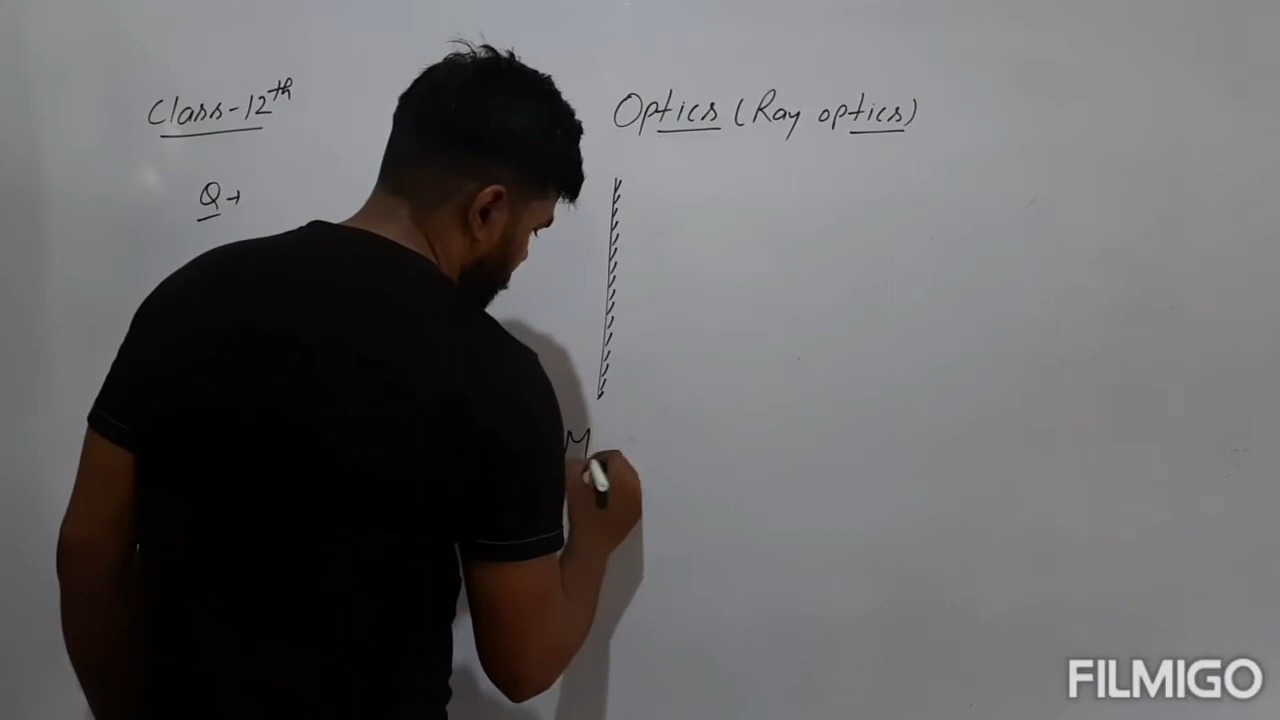 Class-12th
Optics (Ray optics)
Q →
M
FILMIGO